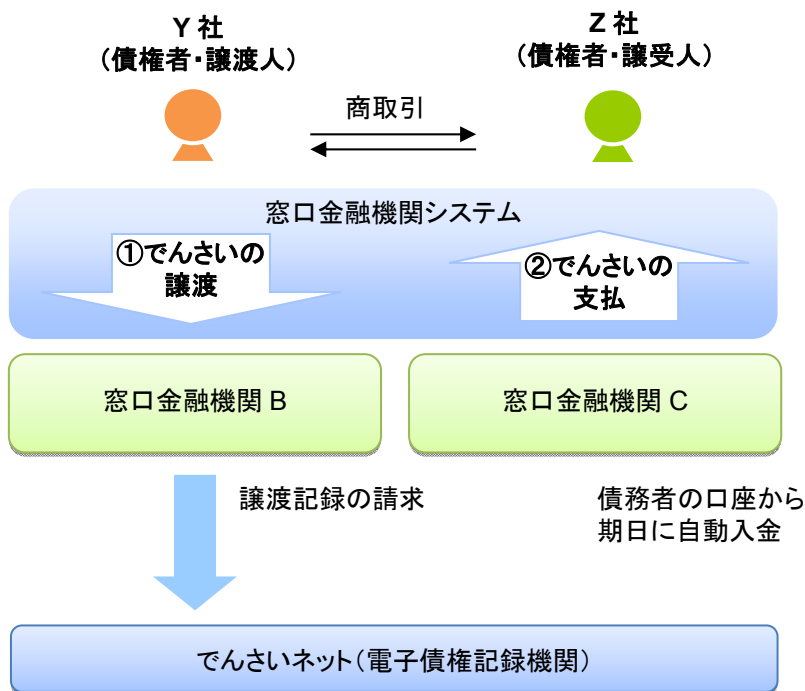 Y 社
（債権者・譲渡人）
Z 社
（債権者・譲受人）
商取引
窓口金融機関システム
①でんさいの
譲渡
②でんさいの
支払
窓口金融機関 B
窓口金融機関 C
譲渡記録の請求
債務者の口座から
期日に自動入金
でんさいネット（電子債権記録機関）